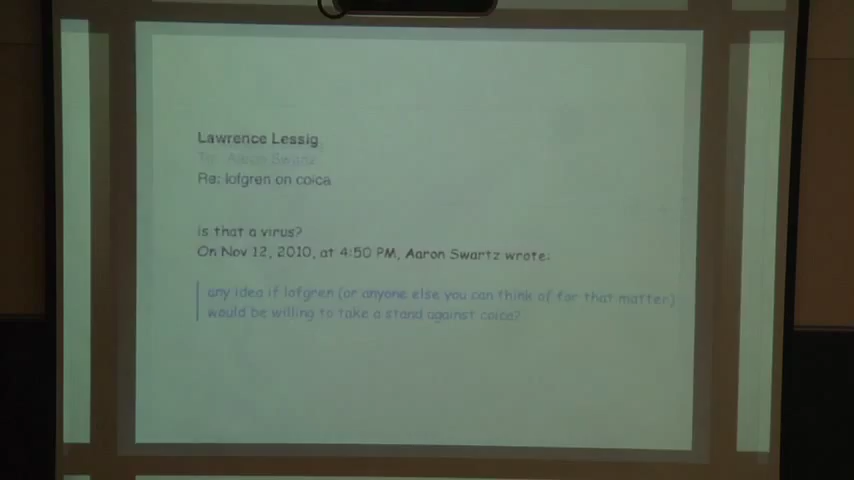 Lawrence Lessig
To: Aaron Swartz
Re: lofgren on coica
is that a virus?
On Nov 12, 2010, at 4:50 PM, Aaron Swartz wrote:
any idea if lofgren (or anyone else you can think of for that matter)
would be willing to take a stand against coica?